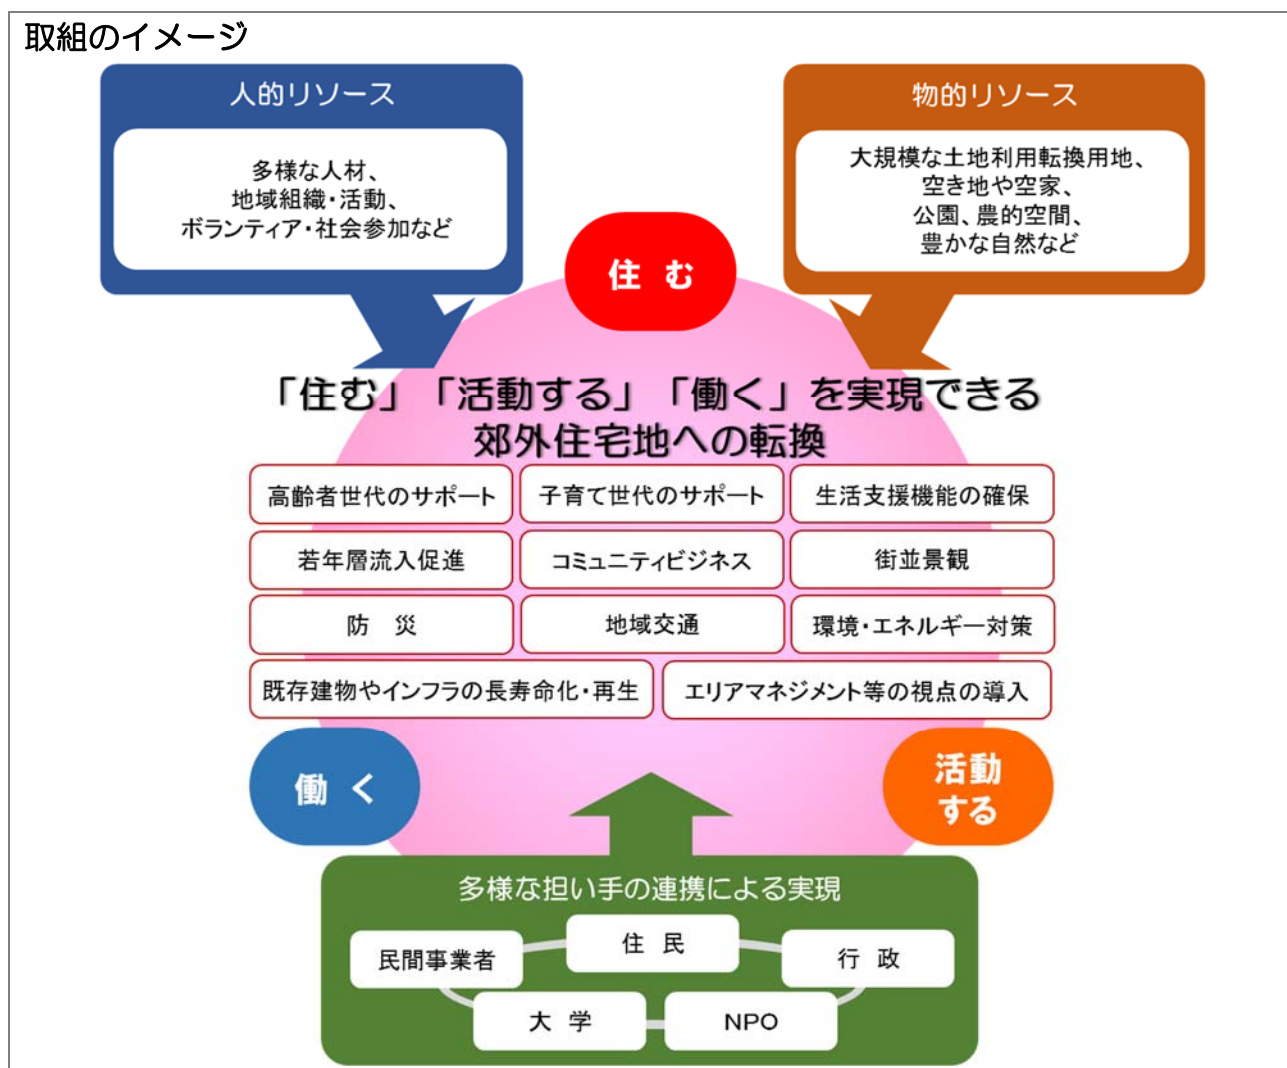 取組のイメージ
人的リソース
多様な人材、
地域組織・活動、
ボランティア・社会参加など
物的リソース
大規模な土地利用転換用地、
空き地や空家、
公園、農的空間、
豊かな自然など
住 む
「住む」「活動する」「働く」を実現できる
郊外住宅地への転換
高齢者世代のサポート
子育て世代のサポート
生活支援機能の確保
若年層流入促進
コミュニティビジネス
街並景観
防 災
地域交通
環境・エネルギー対策
既存建物やインフラの長寿命化・再生
エリアマネジメント等の視点の導入
働 く
活動
する
多様な担い手の連携による実現
民間事業者
住 民
行 政
大 学
NPO